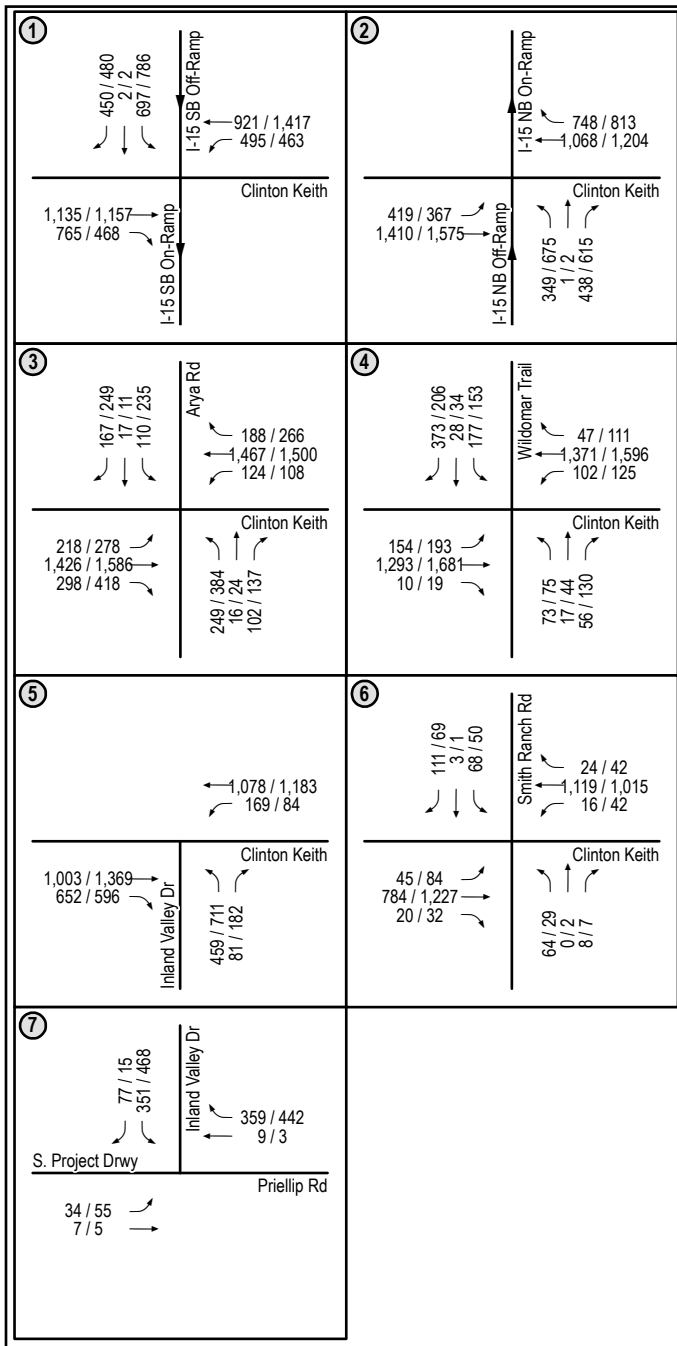 1
450 / 480
2 / 2
697 / 786
I-15 SB Off-Ramp
921 / 1,417
495 / 463
Clinton Keith
1,135 / 1,157
765 / 468
I-15 SB On-Ramp
2
I-15 NB On-Ramp
748 / 813
1,068 / 1,204
Clinton Keith
419 / 367
1,410 / 1,575
I-15 NB Off-Ramp
349 / 675
1 / 2
438 / 615
3
167 / 249
17 / 11
110 / 235
Arya Rd
188 / 266
1,467 / 1,500
124 / 108
Clinton Keith
218 / 278
1,426 / 1,586
298 / 418
249 / 384
16 / 24
102 / 137
4
373 / 206
28 / 34
177 / 153
Wildomar Trail
47 / 111
1,371 / 1,596
102 / 125
Clinton Keith
154 / 193
1,293 / 1,681
10 / 19
73 / 75
17 / 44
56 / 130
5
1,078 / 1,183
169 / 84
Clinton Keith
1,003 / 1,369
652 / 596
Inland Valley Dr
459 / 711
81 / 182
6
111 / 69
3 / 1
68 / 50
Smith Ranch Rd
24 / 42
1,119 / 1,015
16 / 42
Clinton Keith
45 / 84
784 / 1,227
20 / 32
64 / 29
0 / 2
8 / 7
7
77 / 15
351 / 468
Inland Valley Dr
359 / 442
9 / 3
S. Project Drwy
Priellip Rd
34 / 55
7 / 5